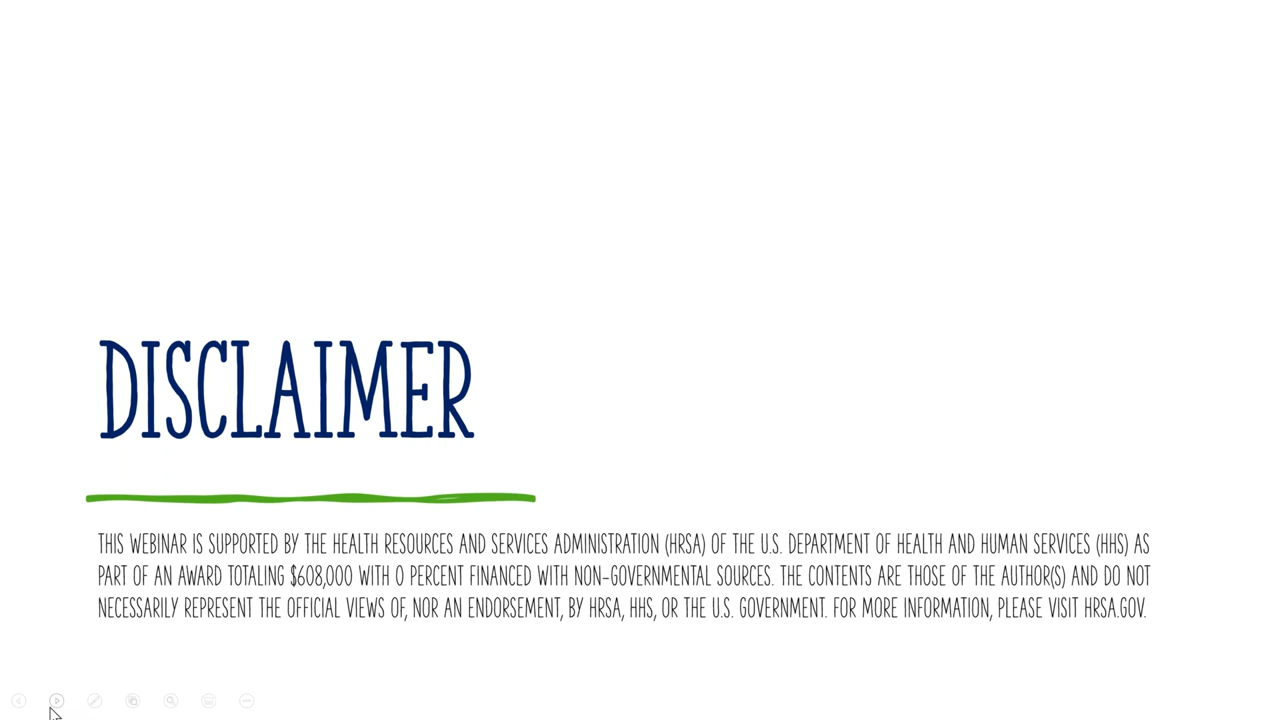 DISCLAIMER
THIS WEBINAR IS SUPPORTED BY THE HEALTH RESOURCES AND SERVICES ADMINISTRATION (HRSA) OF THE U.S. DEPARTMENT OF HEALTH AND HUMAN SERVICES (HHS) AS
PART OF AN AWARD TOTALING $608,000 WITH 0 PERCENT FINANCED WITH NON-GOVERNMENTAL SOURCES. THE CONTENTS ARE THOSE OF THE AUTHOR(S) AND DO NOT
NECESSARILY REPRESENT THE OFFICIAL VIEWS OF, NOR AN ENDORSEMENT, BY HRSA, HHS, OR THE U.S. GOVERNMENT. FOR MORE INFORMATION, PLEASE VISIT HRSA.GOV.